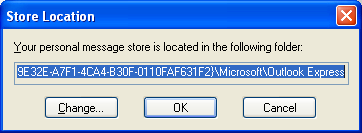 Store Location
Your personal message store is located in the following folder:
9E32E-A7F1-4CA4-B30F-0110FAF631F2}\Microsoft\Outlook Express
Change... OK Cancel